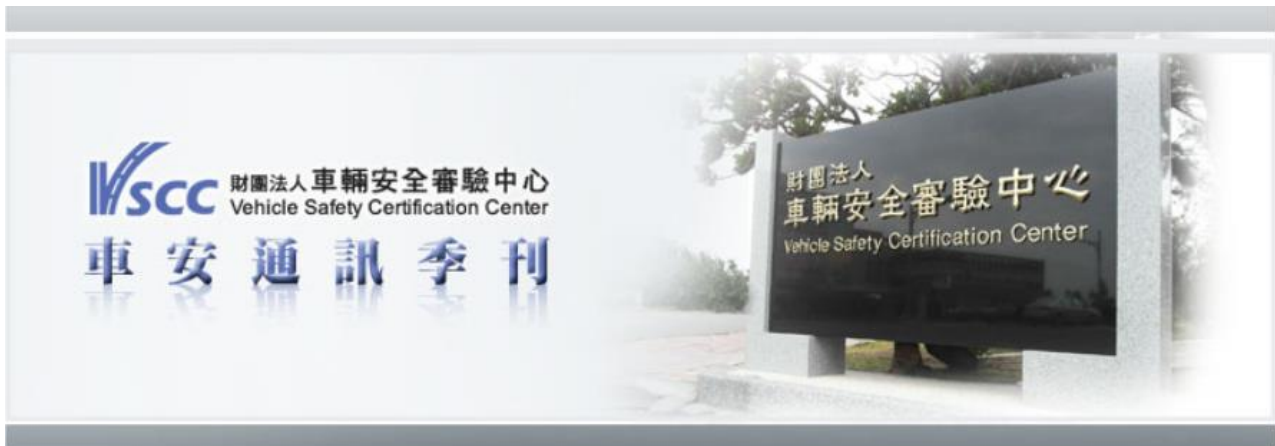 VSCC 財團法人車輛安全審驗中心
Vehicle Safety Certification Center
車安通訊季刊
財團法人
車輛安全審驗中心
Vehicle Safety Certification Center